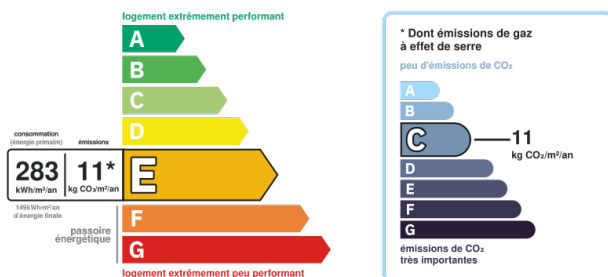 logement extrêmement performant
A
B
C
D
consommation
(énergie primaire)
émissions
283
kWh/m²/an
11*
kg CO₂/m²/an
E
149kWh/m²/an
d'énergie finale
F
passoire
énergétique
G
logement extrêmement peu performant
* Dont émissions de gaz
à effet de serre
peu d'émissions de CO₂
A
B
C
11
kg CO₂/m²/an
D
E
F
G
émissions de CO₂
très importantes